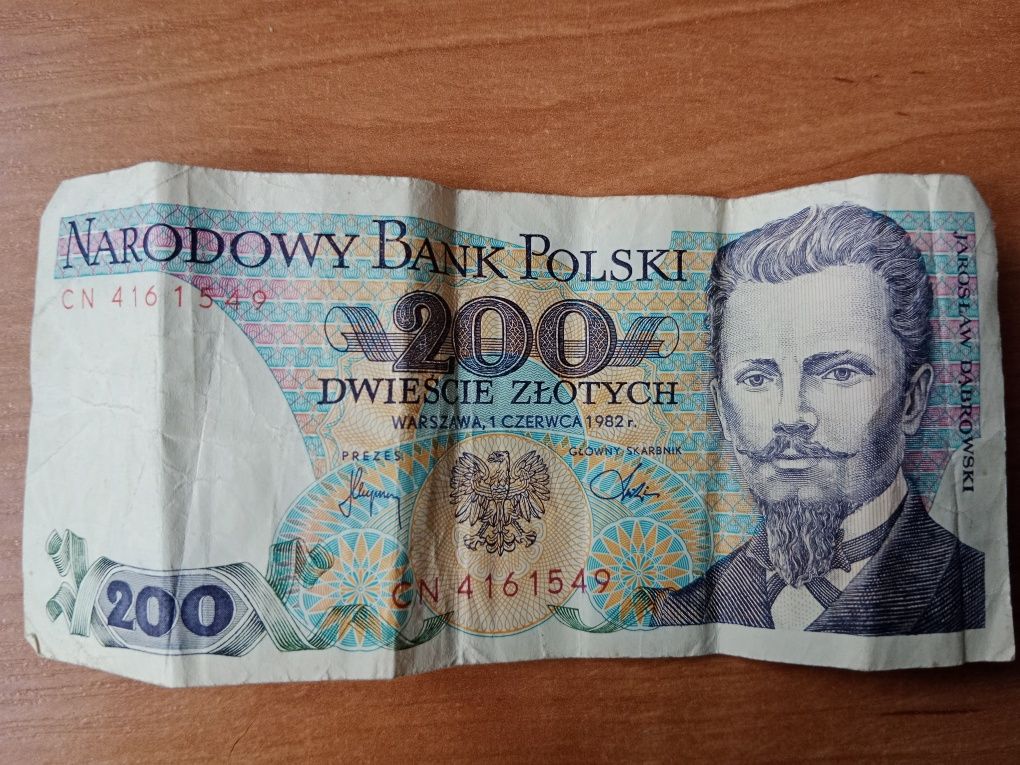 NARODOWY BANK POLSKI
CN 4161549
200
DWIEŚCIE ZŁOTYCH
WARSZAWA, 1 CZERWCA 1982 r.
PREZES
GŁÓWNY SKARBNIK
CN 4161549
200
JAROSŁAW DĄBROWSKI